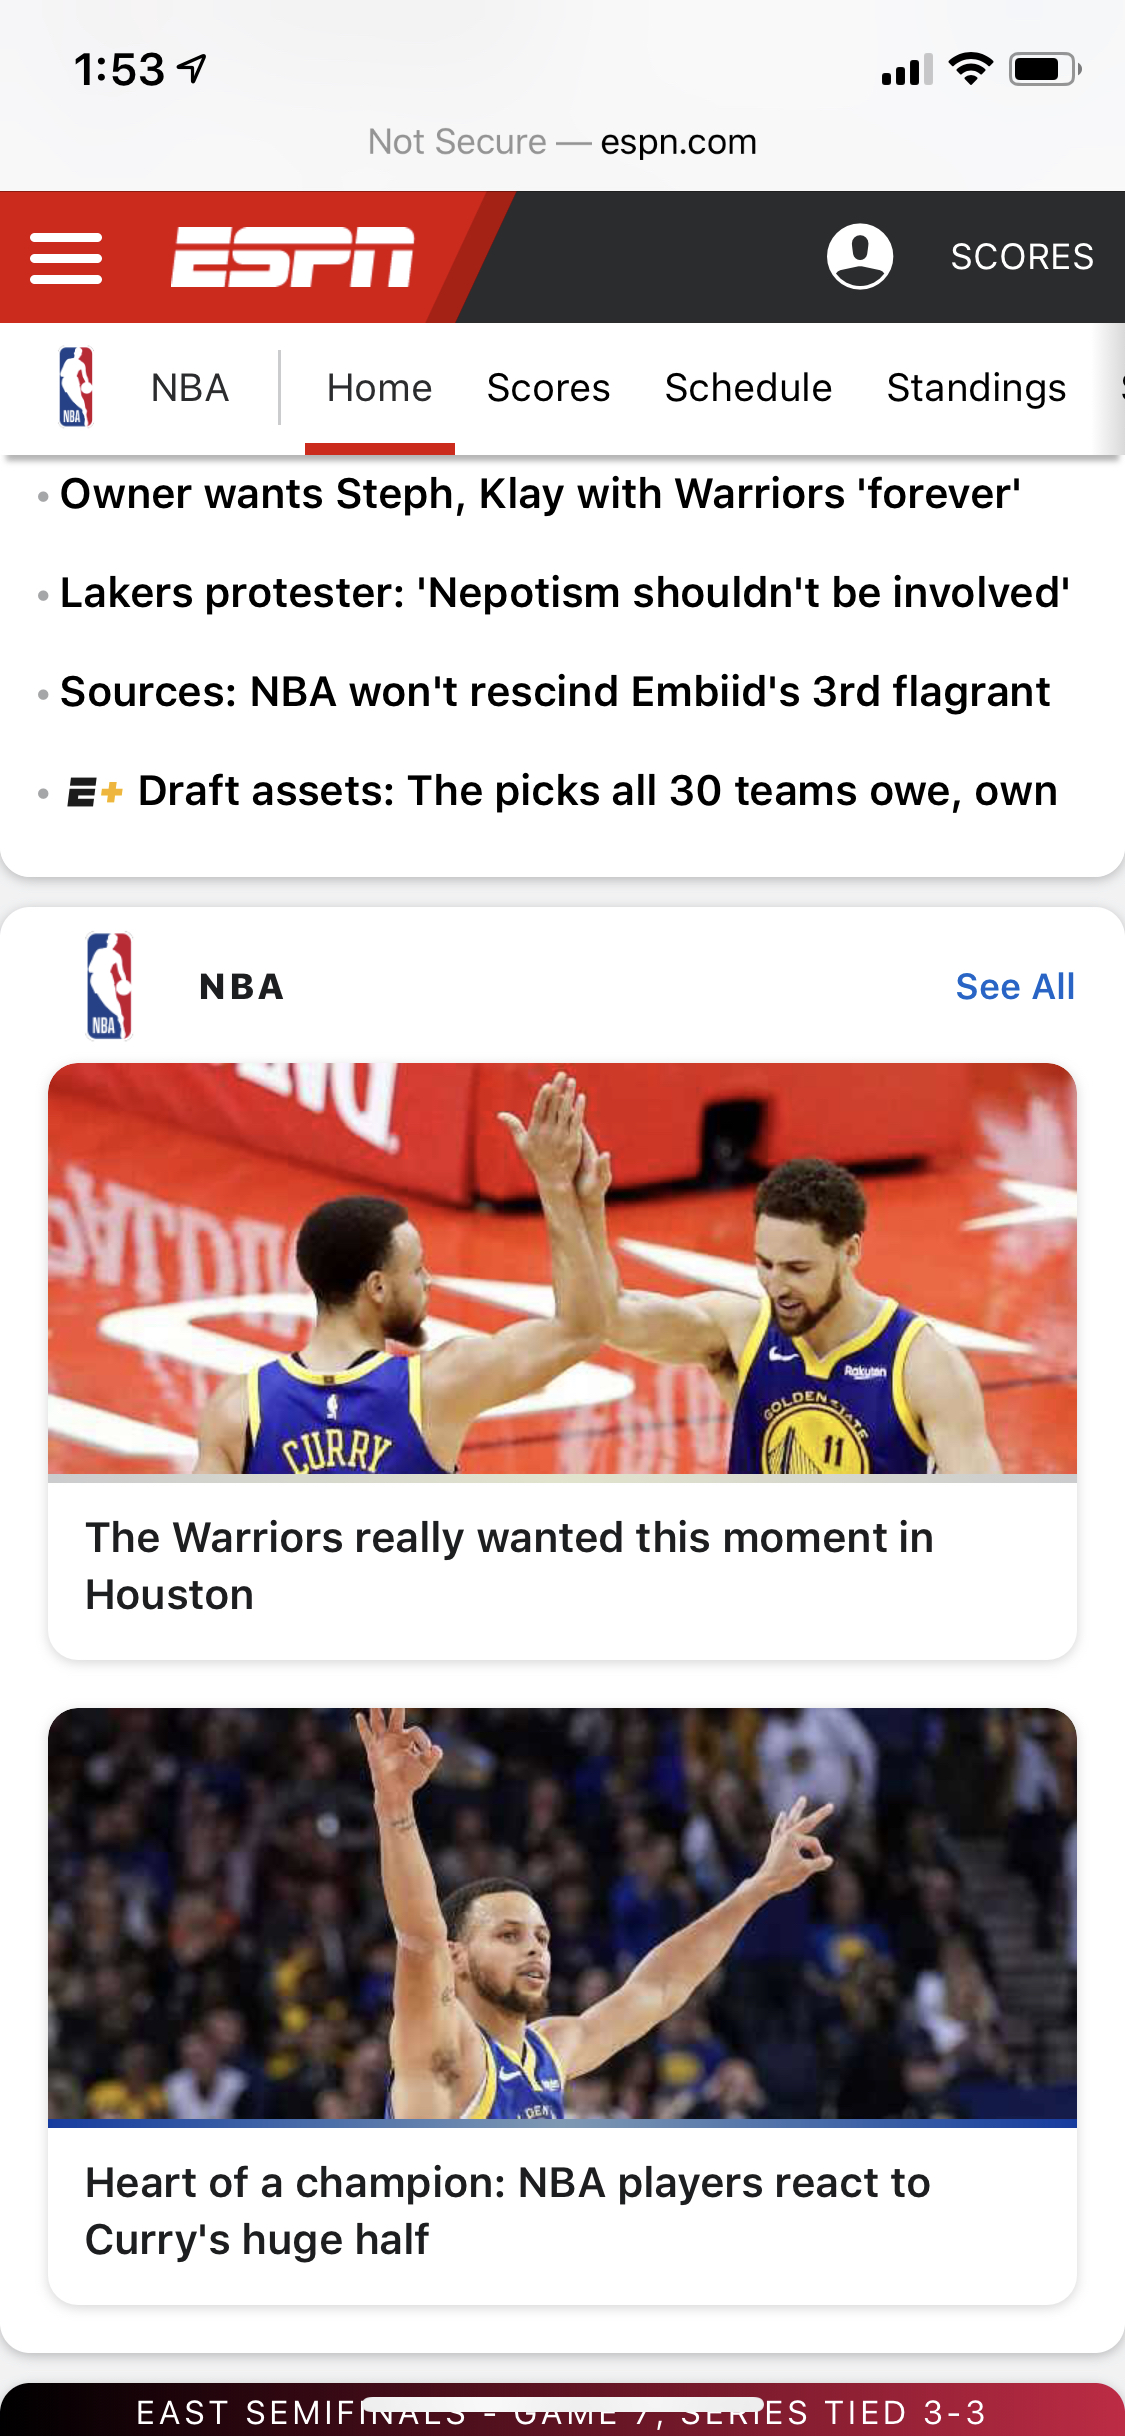 1:53
Not Secure — espn.com
ESPN
SCORES
NBA
NBA
Home
Scores
Schedule
Standings
Owner wants Steph, Klay with Warriors 'forever'
Lakers protester: 'Nepotism shouldn't be involved'
Sources: NBA won't rescind Embiid's 3rd flagrant
E+ Draft assets: The picks all 30 teams owe, own
NBA
NBA
See All
CURRY
Rakuten
GOLDEN STATE
11
The Warriors really wanted this moment in
Houston
Heart of a champion: NBA players react to
Curry's huge half
EAST SEMIFINALS - GAME 7, SERIES TIED 3-3